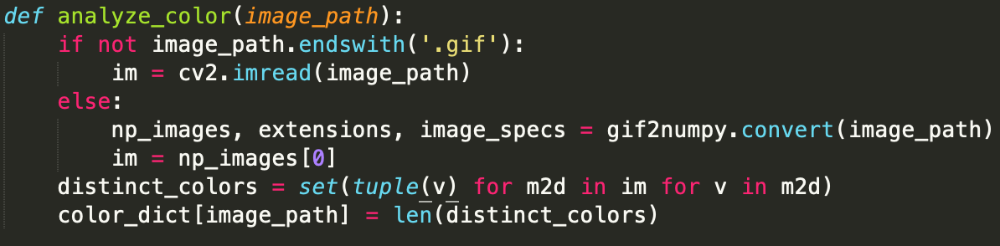 def analyze_color(image_path):
    if not image_path.endswith('.gif'):
        im = cv2.imread(image_path)
    else:
        np_images, extensions, image_specs = gif2numpy.convert(image_path)
        im = np_images[0]
    distinct_colors = set(tuple(v) for m2d in im for v in m2d)
    color_dict[image_path] = len(distinct_colors)